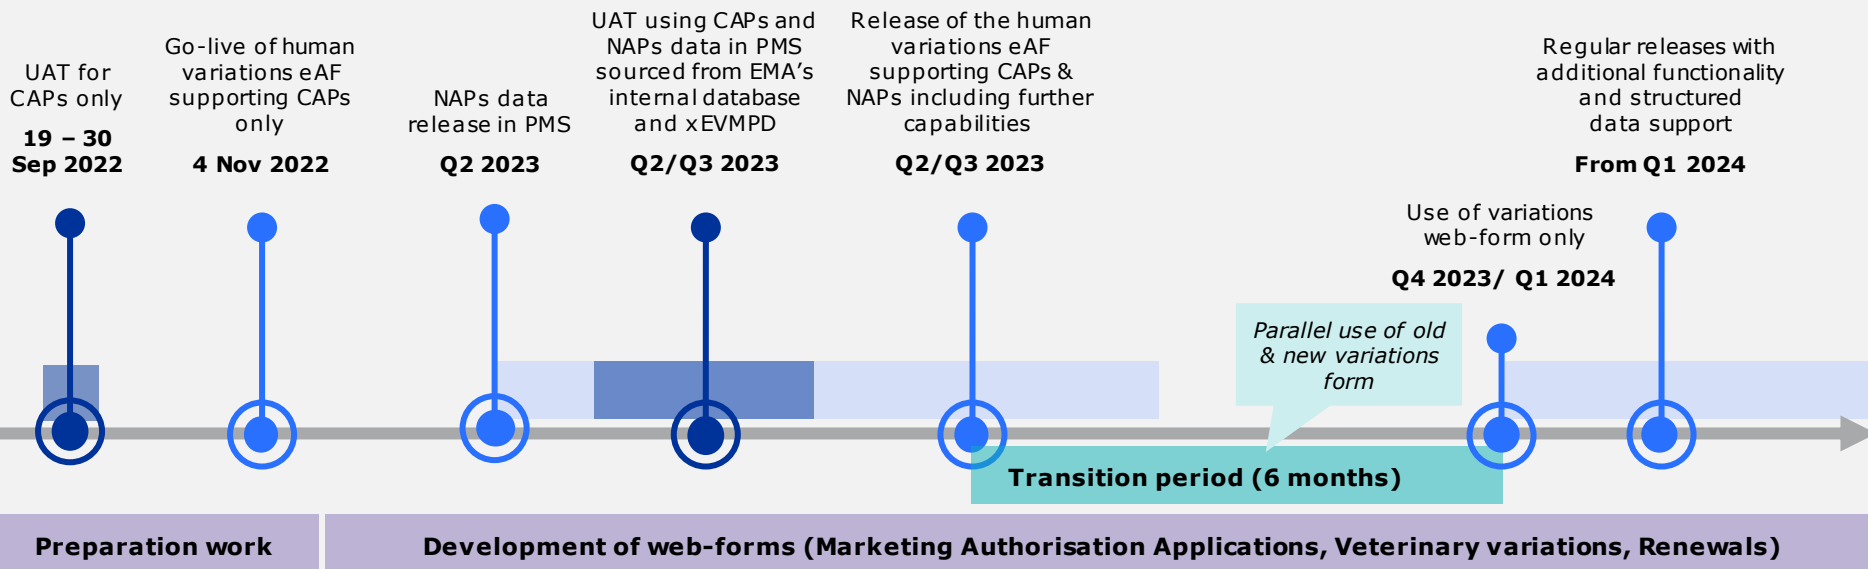 UAT for
CAPs only
19 – 30
Sep 2022
Go-live of human
variations eAF
supporting CAPs
only
4 Nov 2022
NAPs data
release in PMS
Q2 2023
UAT using CAPs and
NAPs data in PMS
sourced from EMA’s
internal database
and xEVMPD
Q2/Q3 2023
Release of the human
variations eAF
supporting CAPs &
NAPs including further
capabilities
Q2/Q3 2023
Use of variations
web-form only
Q4 2023/ Q1 2024
Regular releases with
additional functionality
and structured
data support
From Q1 2024
Parallel use of old
& new variations
form
Transition period (6 months)
Preparation work
Development of web-forms (Marketing Authorisation Applications, Veterinary variations, Renewals)